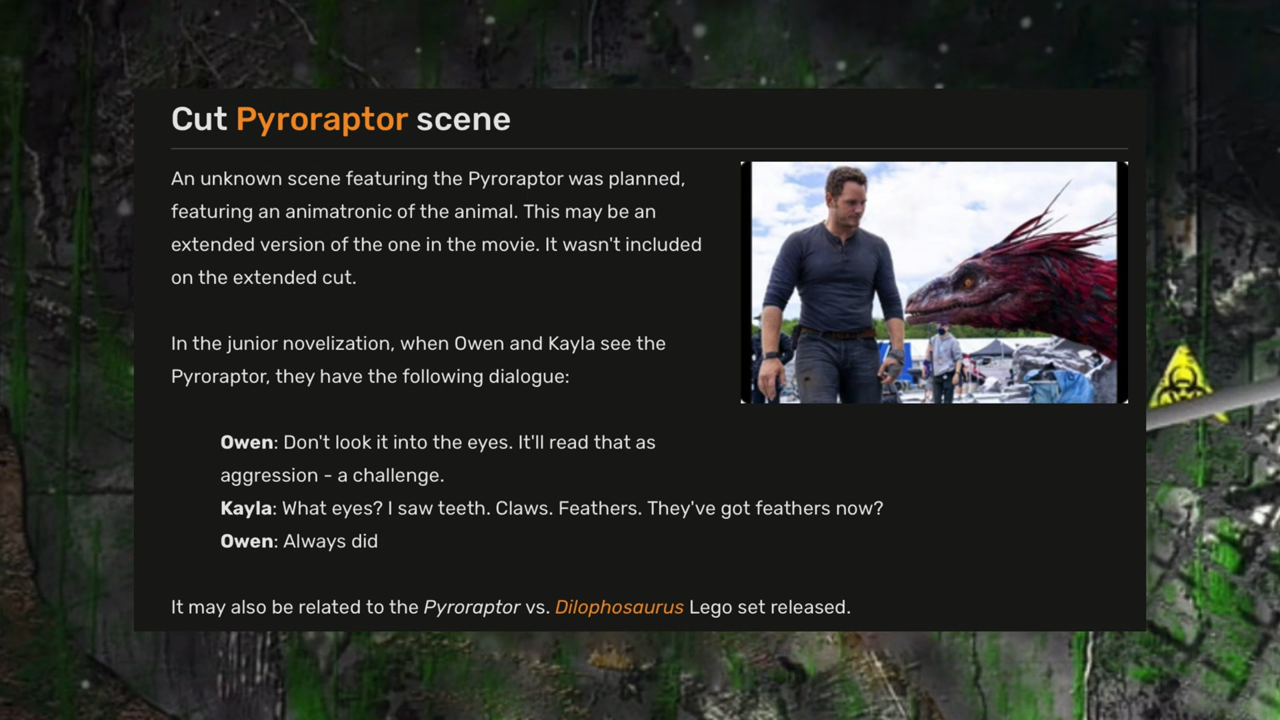 Cut Pyroraptor scene
An unknown scene featuring the Pyroraptor was planned,
featuring an animatronic of the animal. This may be an
extended version of the one in the movie. It wasn't included
on the extended cut.
In the junior novelization, when Owen and Kayla see the
Pyroraptor, they have the following dialogue:
Owen: Don't look it into the eyes. It'll read that as
aggression - a challenge.
Kayla: What eyes? I saw teeth. Claws. Feathers. They've got feathers now?
Owen: Always did
It may also be related to the Pyroraptor vs. Dilophosaurus Lego set released.